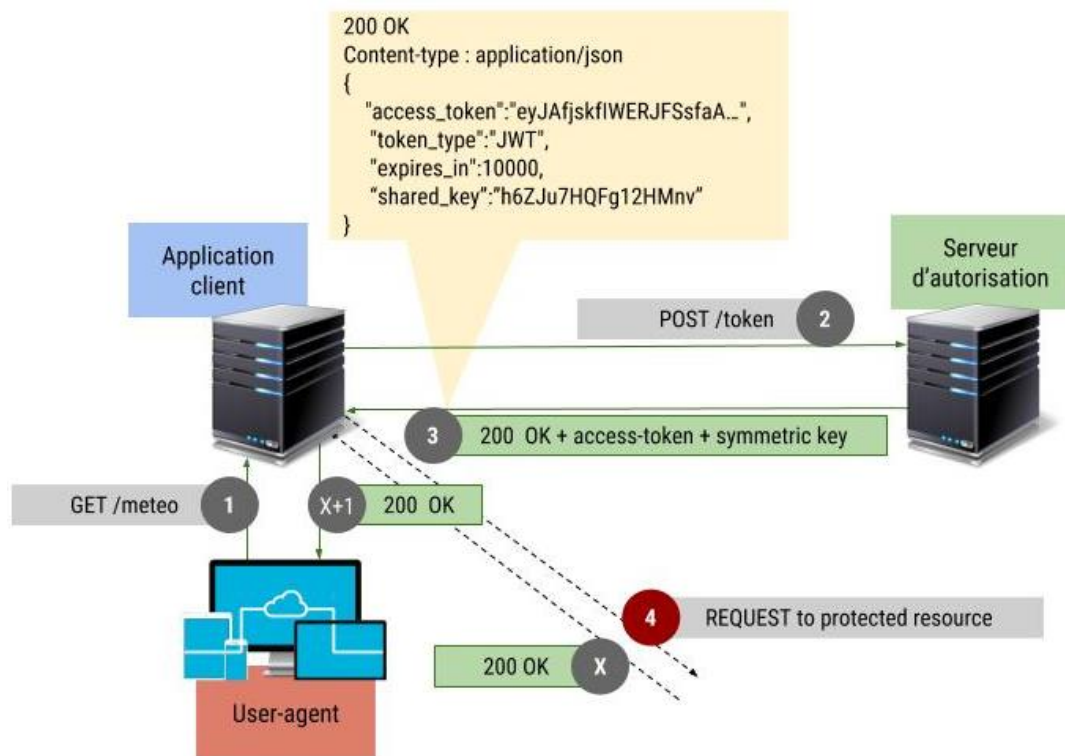 200 OK
Content-type : application/json
{
"access_token":"eyJAfjskfIWERJFSsfaA…",
"token_type":"JWT",
"expires_in":10000,
“shared_key”:”h6ZJu7HQFg12HMnv”
}
Application
client
Serveur
d’autorisation
POST /token
2
3
200 OK + access-token + symmetric key
GET /meteo
1
X+1
200 OK
4
REQUEST to protected resource
200 OK
X
User-agent